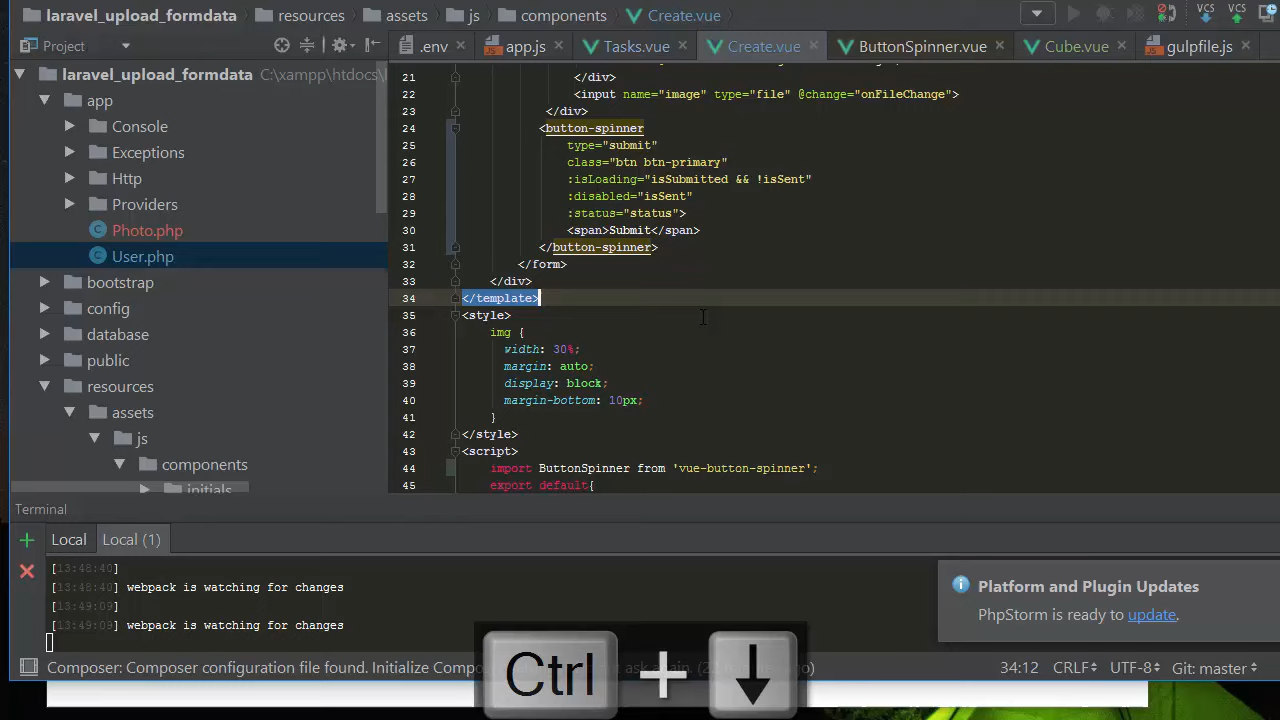 laravel_upload_formdata resources assets js components Create.vue VCS VCS
Project .env app.js Tasks.vue Create.vue ButtonSpinner.vue Cube.vue gulpfile.js
laravel_upload_formdata C:\xampp\htdocs\l
app
Console
Exceptions
Http
Providers
Photo.php
User.php
bootstrap
config
database
public
resources
assets
js
components
initials
21 </div>
22 <input name="image" type="file" @change="onFileChange">
23 </div>
24 <button-spinner
25 type="submit"
26 class="btn btn-primary"
27 :isLoading="isSubmitted && !isSent"
28 :disabled="isSent"
29 :status="status">
30 <span>Submit</span>
31 </button-spinner>
32 </form>
33 </div>
34 </template>
35 <style>
36 img {
37 width: 30%;
38 margin: auto;
39 display: block;
40 margin-bottom: 10px;
41 }
42 </style>
43 <script>
44 import ButtonSpinner from 'vue-button-spinner';
45 export default{
Terminal
Local Local (1)
[13:48:40]
[13:48:40] webpack is watching for changes
[13:49:09]
[13:49:09] webpack is watching for changes
Platform and Plugin Updates
PhpStorm is ready to update.
Composer: Composer configuration file found. Initialize Comp ask again. (2 o) 34:12 CRLF UTF-8 Git: master
Ctrl + ↓